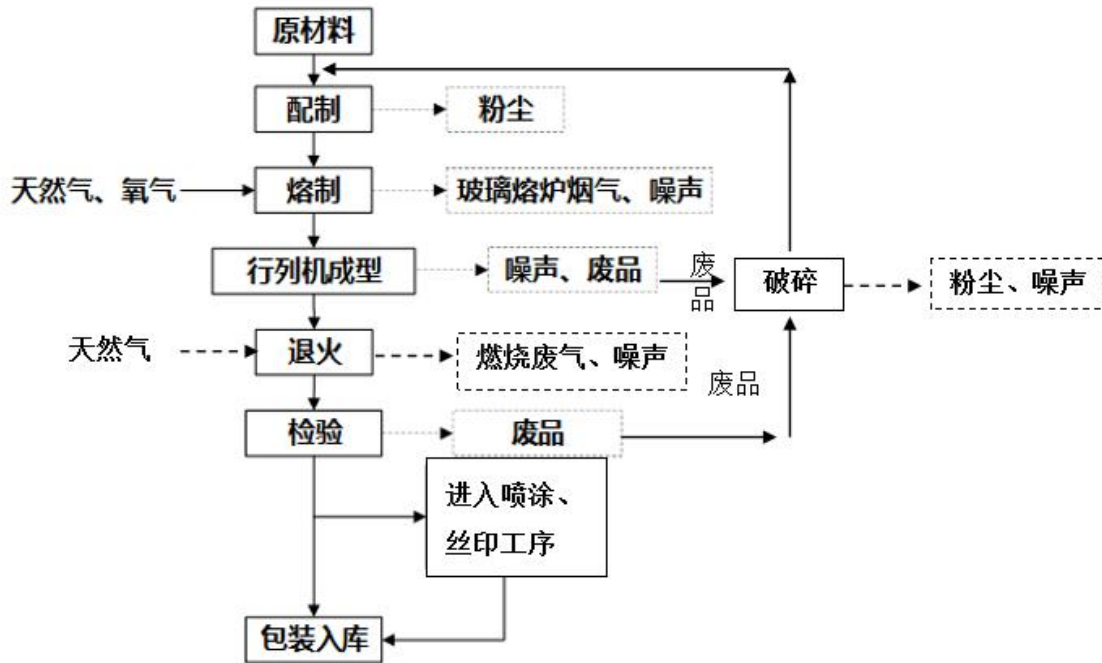 原材料
配制
粉尘
天然气、氧气
熔制
玻璃熔炉烟气、噪声
行列机成型
噪声、废品
废
品
破碎
粉尘、噪声
天然气
退火
燃烧废气、噪声
废品
检验
废品
进入喷涂、
丝印工序
包装入库